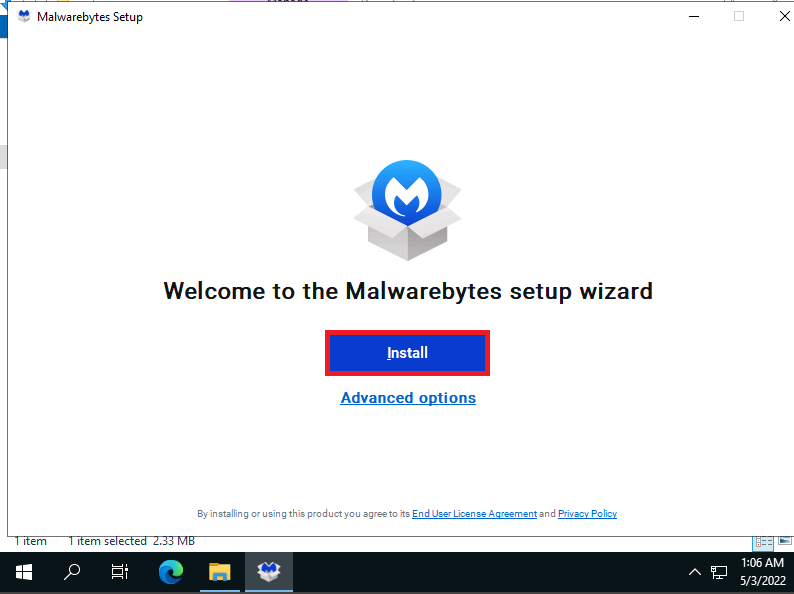 Malwarebytes Setup
Welcome to the Malwarebytes setup wizard
Install
Advanced options
By installing or using this product you agree to its End User License Agreement and Privacy Policy
1 item 1 item selected 2.33 MB
1:06 AM
5/3/2022